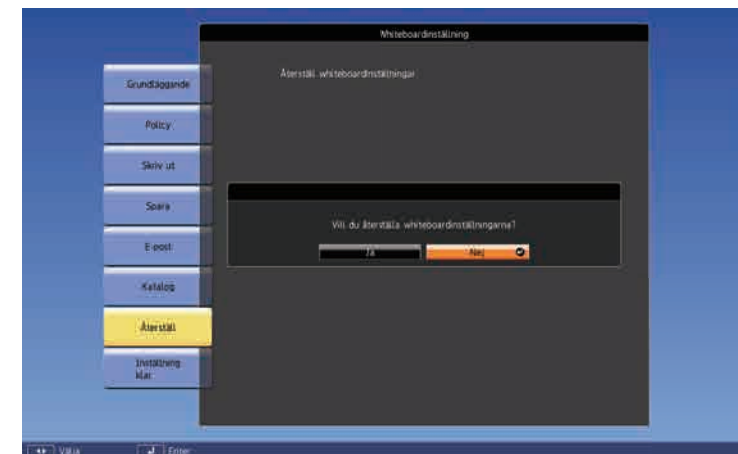 Whiteboardinställning
Återställ whiteboardinställningar
Grundläggande
Policy
Skriv ut
Spara
E-post
Katalog
Återställ
Inställning
klar
Vill du återställa whiteboardinställningarna?
Ja
Nej
Välja
Enter